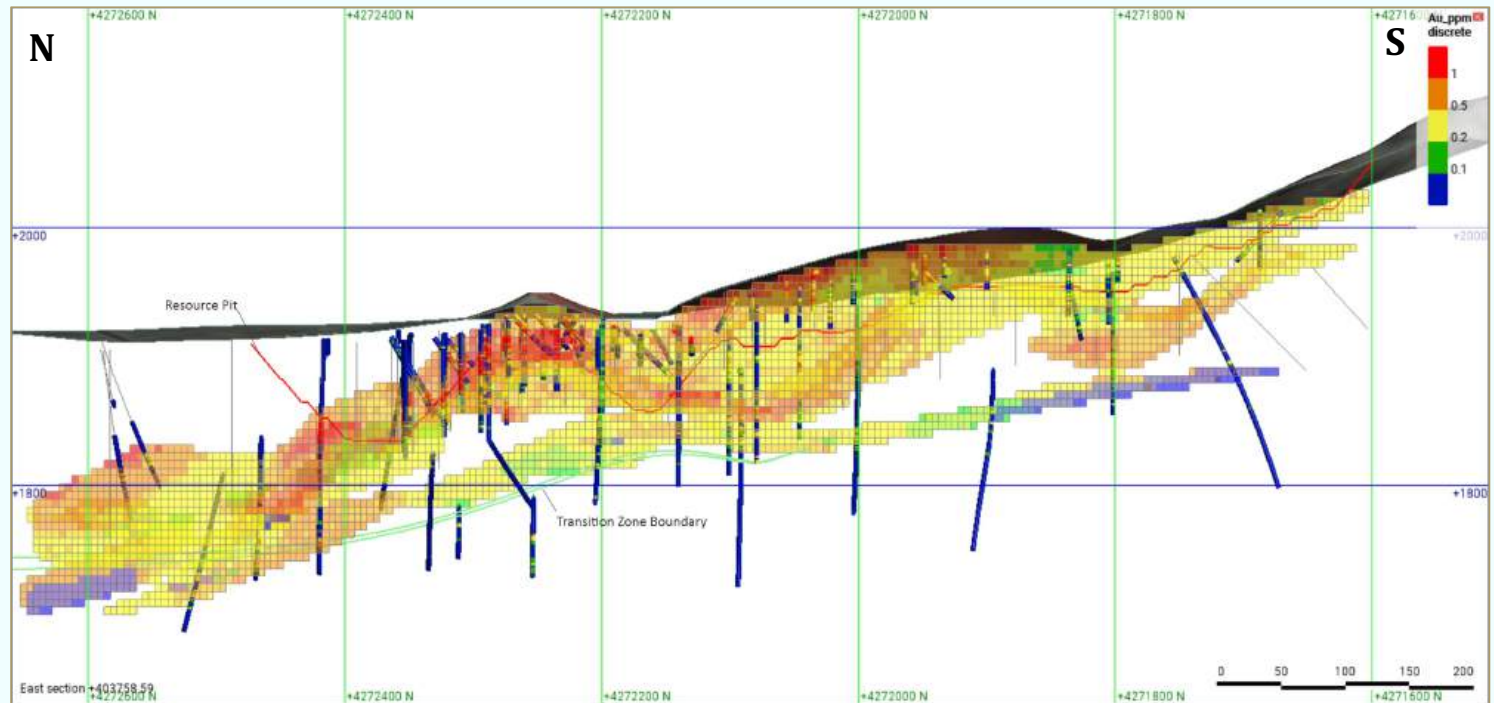 +4272600 N
+4272400 N
+4272200 N
+4272000 N
+4271800 N
+427160
N
S
Au_ppm
discrete
1
0.5
0.2
0.1
+2000
+2000
Resource Pit
+1800
+1800
Transition Zone Boundary
0 50 100 150 200
East section +403758.59
+4272600 N
+4272400 N
+4272200 N
+4272000 N
+4271800 N
+4271600 N